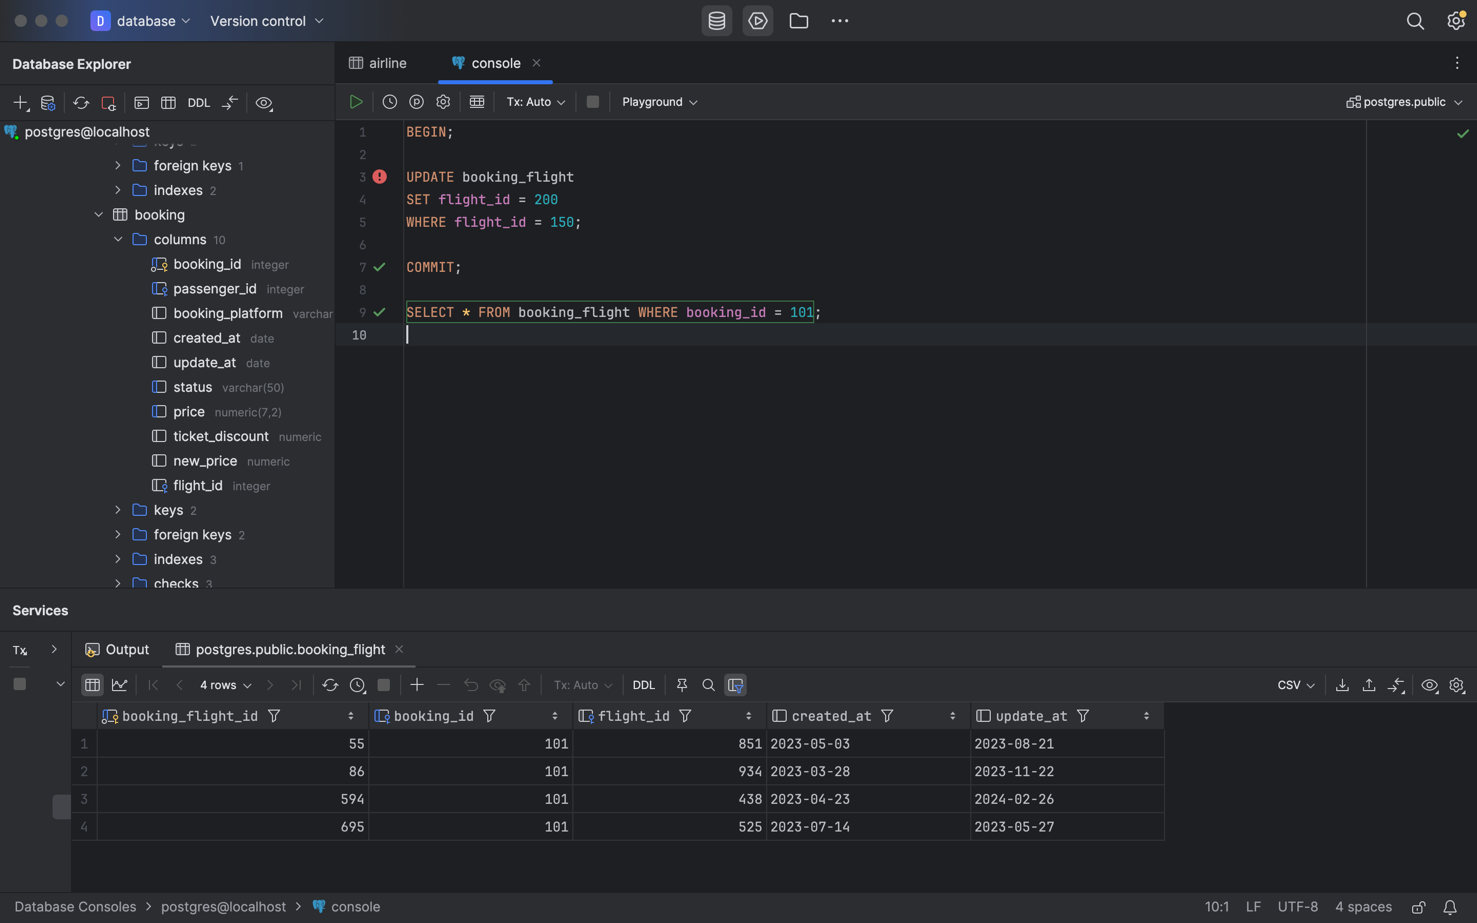 D database Version control
Database Explorer
airline
console
DDL
Tx: Auto
Playground
postgres.public
postgres@localhost
keys 2
foreign keys 1
indexes 2
booking
columns 10
booking_id integer
passenger_id integer
booking_platform varchar
created_at date
update_at date
status varchar(50)
price numeric(7,2)
ticket_discount numeric
new_price numeric
flight_id integer
keys 2
foreign keys 2
indexes 3
checks 3
1 BEGIN;
2
3 UPDATE booking_flight
4 SET flight_id = 200
5 WHERE flight_id = 150;
6
7 COMMIT;
8
9 SELECT * FROM booking_flight WHERE booking_id = 101;
10
Services
Tx
Output
postgres.public.booking_flight
4 rows
Tx: Auto
DDL
CSV
booking_flight_id booking_id flight_id created_at update_at
1 55 101 851 2023-05-03 2023-08-21
2 86 101 934 2023-03-28 2023-11-22
3 594 101 438 2023-04-23 2024-02-26
4 695 101 525 2023-07-14 2023-05-27
Database Consoles > postgres@localhost > console
10:1 LF UTF-8 4 spaces